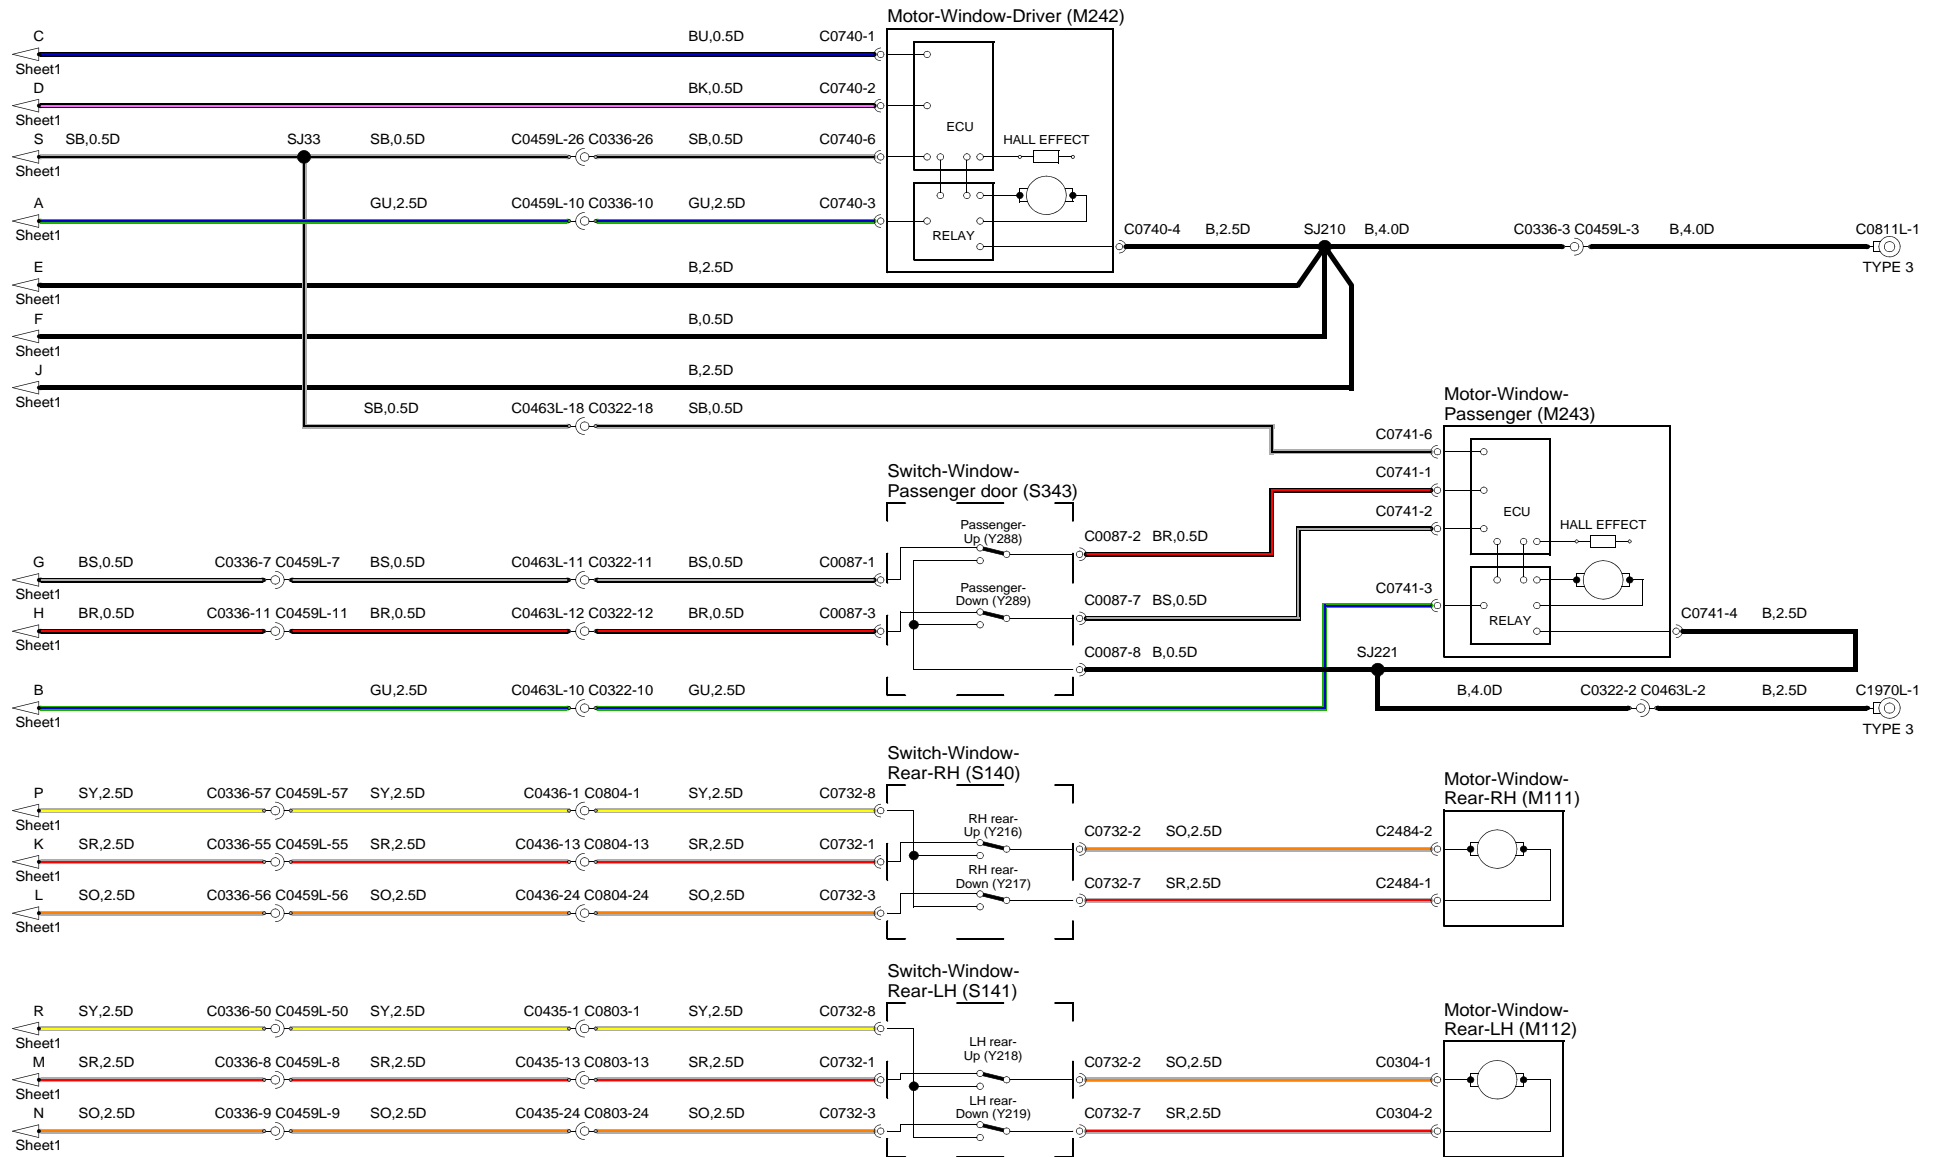 Motor-Window-Driver (M242)
C BU,0.5D C0740-1
Sheet1
D BK,0.5D C0740-2
Sheet1
ECU
HALL EFFECT
S SB,0.5D SJ33 SB,0.5D C0459L-26 C0336-26 SB,0.5D C0740-6
Sheet1
A GU,2.5D C0459L-10 C0336-10 GU,2.5D C0740-3
Sheet1
RELAY
C0740-4 B,2.5D SJ210 B,4.0D C0336-3 C0459L-3 B,4.0D C0811L-1
TYPE 3
E B,2.5D
Sheet1
F B,0.5D
Sheet1
J B,2.5D
Sheet1
SB,0.5D C0463L-18 C0322-18 SB,0.5D
Motor-Window-
Passenger (M243)
C0741-6
C0741-1
C0741-2
ECU
HALL EFFECT
C0741-3
RELAY
C0741-4 B,2.5D
Switch-Window-
Passenger door (S343)
Passenger-
Up (Y288)
C0087-2 BR,0.5D
G BS,0.5D C0336-7 C0459L-7 BS,0.5D C0463L-11 C0322-11 BS,0.5D C0087-1
Sheet1
Passenger-
Down (Y289)
C0087-7 BS,0.5D
H BR,0.5D C0336-11 C0459L-11 BR,0.5D C0463L-12 C0322-12 BR,0.5D C0087-3
Sheet1
C0087-8 B,0.5D SJ221
B GU,2.5D C0463L-10 C0322-10 GU,2.5D
Sheet1
B,4.0D C0322-2 C0463L-2 B,2.5D C1970L-1
TYPE 3
Switch-Window-
Rear-RH (S140)
Motor-Window-
Rear-RH (M111)
P SY,2.5D C0336-57 C0459L-57 SY,2.5D C0436-1 C0804-1 SY,2.5D C0732-8
Sheet1
RH rear-
Up (Y216)
C0732-2 SO,2.5D C2484-2
K SR,2.5D C0336-55 C0459L-55 SR,2.5D C0436-13 C0804-13 SR,2.5D C0732-1
Sheet1
RH rear-
Down (Y217)
C0732-7 SR,2.5D C2484-1
L SO,2.5D C0336-56 C0459L-56 SO,2.5D C0436-24 C0804-24 SO,2.5D C0732-3
Sheet1
Switch-Window-
Rear-LH (S141)
Motor-Window-
Rear-LH (M112)
R SY,2.5D C0336-50 C0459L-50 SY,2.5D C0435-1 C0803-1 SY,2.5D C0732-8
Sheet1
LH rear-
Up (Y218)
M SR,2.5D C0336-8 C0459L-8 SR,2.5D C0435-13 C0803-13 SR,2.5D C0732-1 C0732-2 SO,2.5D C0304-1
Sheet1
LH rear-
Down (Y219)
N SO,2.5D C0336-9 C0459L-9 SO,2.5D C0435-24 C0803-24 SO,2.5D C0732-3 C0732-7 SR,2.5D C0304-2
Sheet1